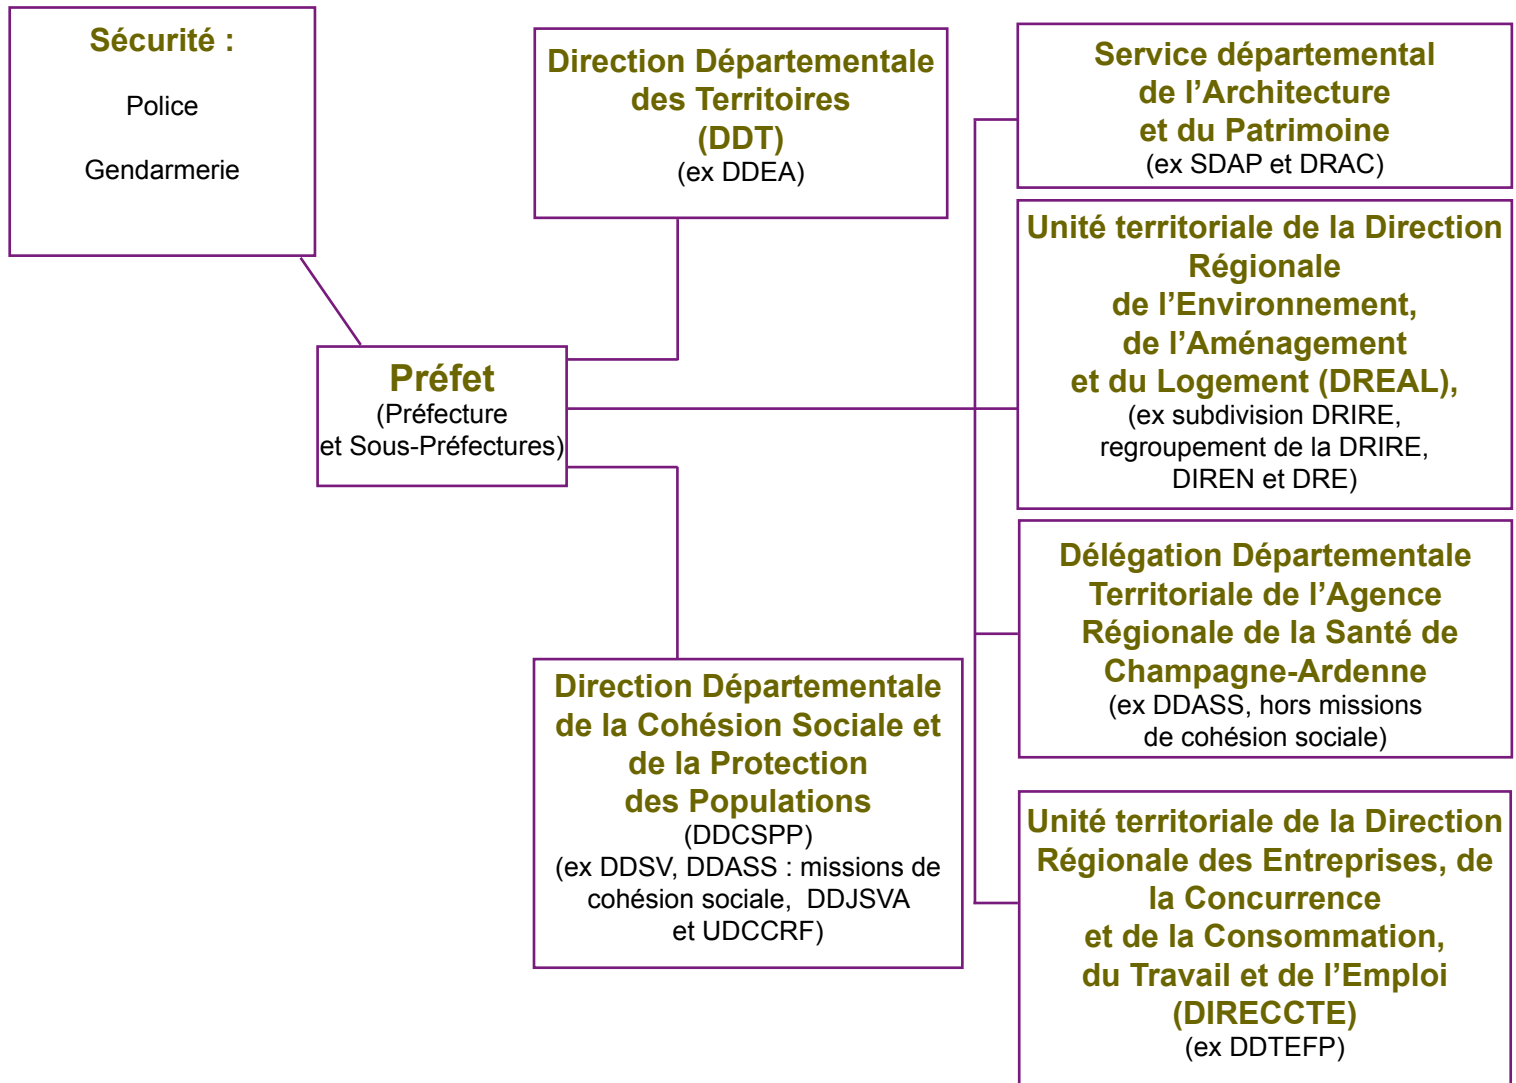 Sécurité :
Police
Gendarmerie
Direction Départementale
des Territoires
(DDT)
(ex DDEA)
Service départemental
de l’Architecture
et du Patrimoine
(ex SDAP et DRAC)
Unité territoriale de la Direction
Régionale
de l’Environnement,
de l’Aménagement
et du Logement (DREAL),
(ex subdivision DRIRE,
regroupement de la DRIRE,
DIREN et DRE)
Préfet
(Préfecture
et Sous-Préfectures)
Délégation Départementale
Territoriale de l’Agence
Régionale de la Santé de
Champagne-Ardenne
(ex DDASS, hors missions
de cohésion sociale)
Direction Départementale
de la Cohésion Sociale et
de la Protection
des Populations
(DDCSPP)
(ex DDSV, DDASS : missions de
cohésion sociale, DDJSVA
et UDCCRF)
Unité territoriale de la Direction
Régionale des Entreprises, de
la Concurrence
et de la Consommation,
du Travail et de l’Emploi
(DIRECCTE)
(ex DDTEFP)